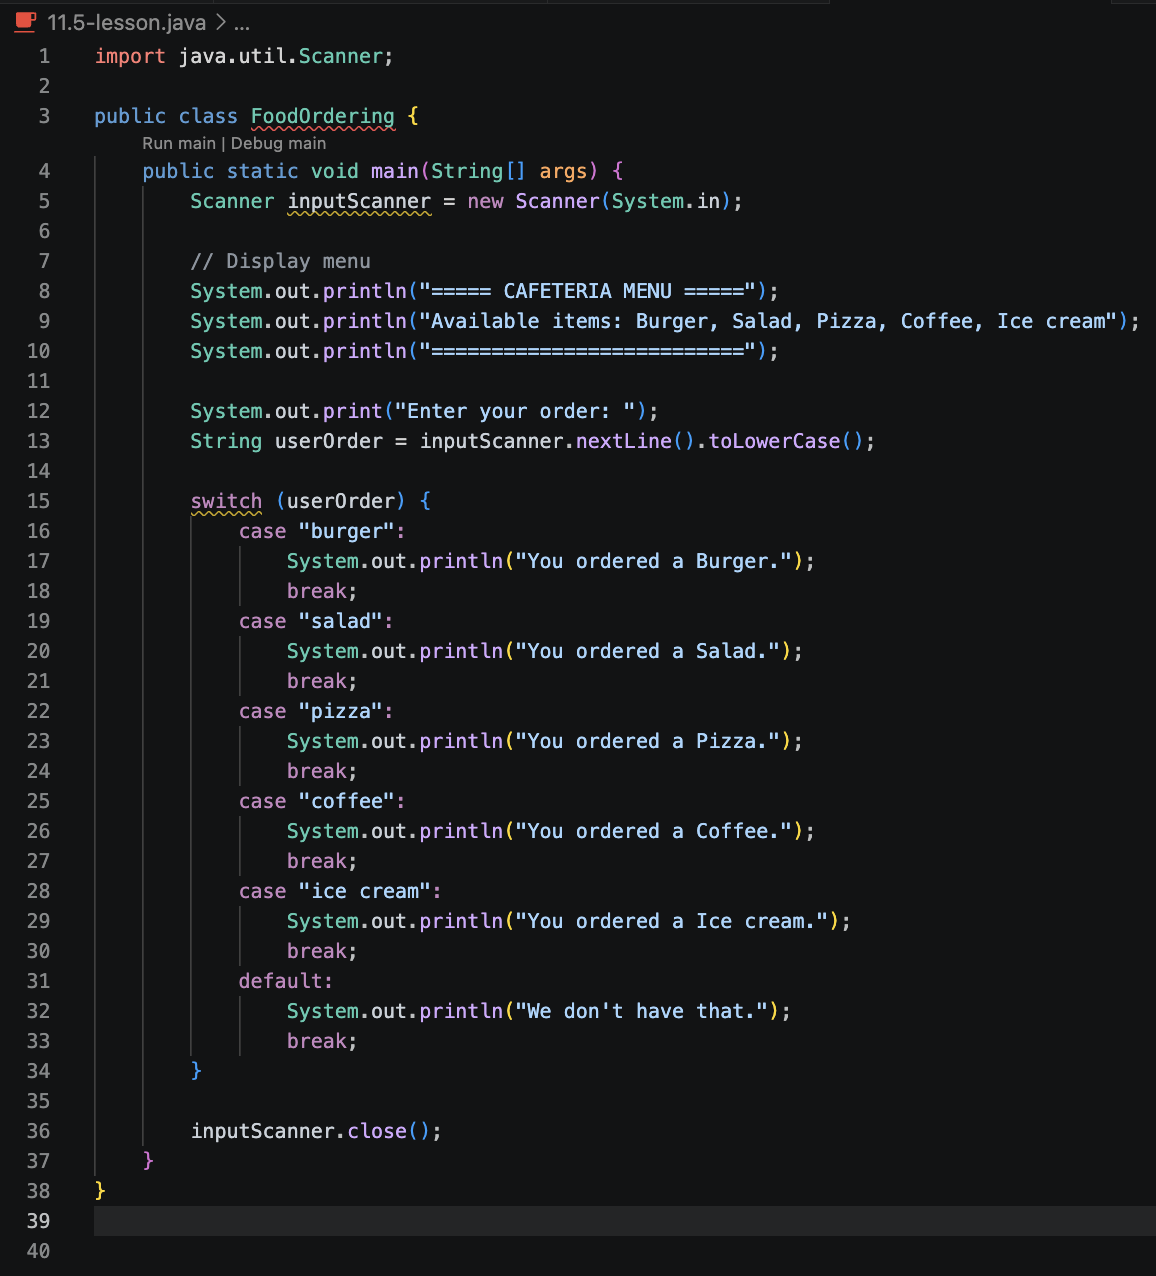 11.5-lesson.java > ...
1 import java.util.Scanner;
2
3 public class FoodOrdering {
Run main | Debug main
4 public static void main(String[] args) {
5 Scanner inputScanner = new Scanner(System.in);
6
7 // Display menu
8 System.out.println("===== CAFETERIA MENU =====");
9 System.out.println("Available items: Burger, Salad, Pizza, Coffee, Ice cream");
10 System.out.println("==========================");
11
12 System.out.print("Enter your order: ");
13 String userOrder = inputScanner.nextLine().toLowerCase();
14
15 switch (userOrder) {
16 case "burger":
17 System.out.println("You ordered a Burger.");
18 break;
19 case "salad":
20 System.out.println("You ordered a Salad.");
21 break;
22 case "pizza":
23 System.out.println("You ordered a Pizza.");
24 break;
25 case "coffee":
26 System.out.println("You ordered a Coffee.");
27 break;
28 case "ice cream":
29 System.out.println("You ordered a Ice cream.");
30 break;
31 default:
32 System.out.println("We don't have that.");
33 break;
34 }
35
36 inputScanner.close();
37 }
38 }
39
40